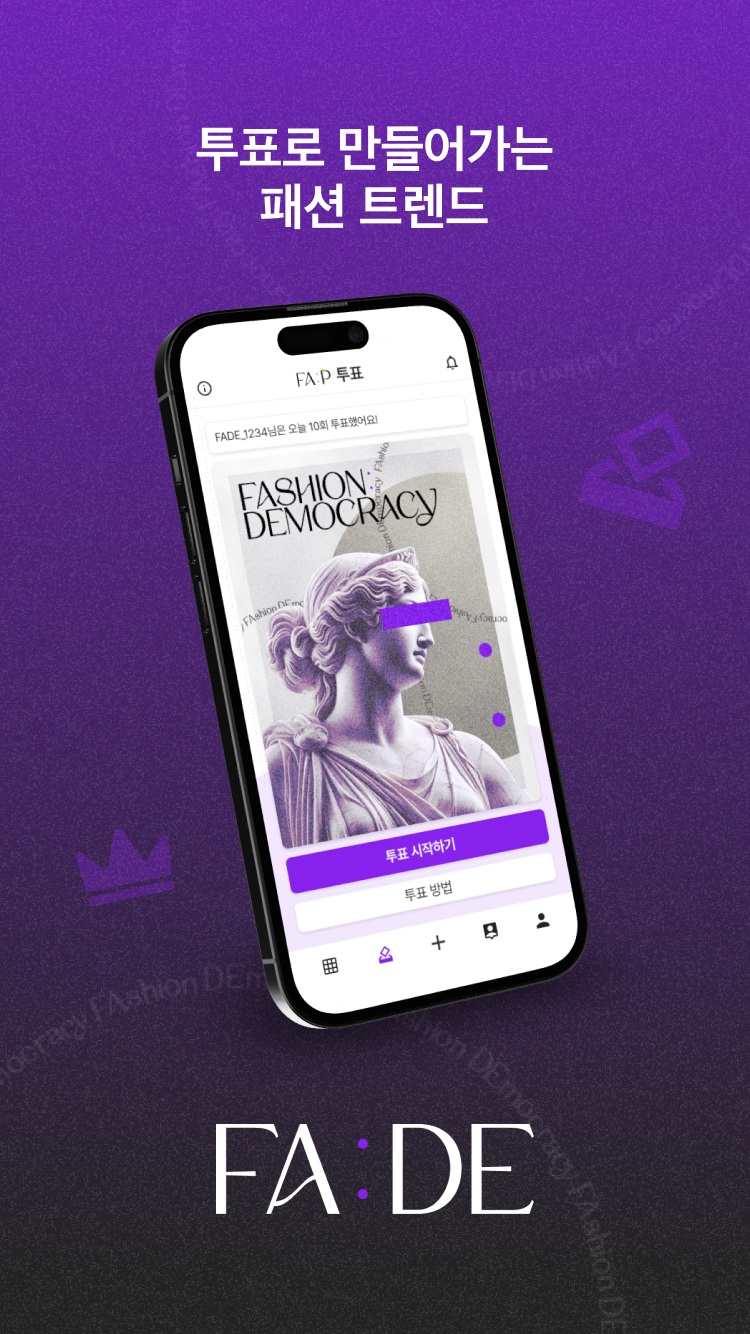 투표로 만들어가는
패션 트렌드
FA:P 투표
FADE_1234님은 오늘 10회 투표했어요!
FASHION:
DEMOCRACY
FAshion DEmocracy FAshion
투표 시작하기
투표 방법
FAshion DEmocracy FAshion DEmocracy FAshion DE
FA:DE